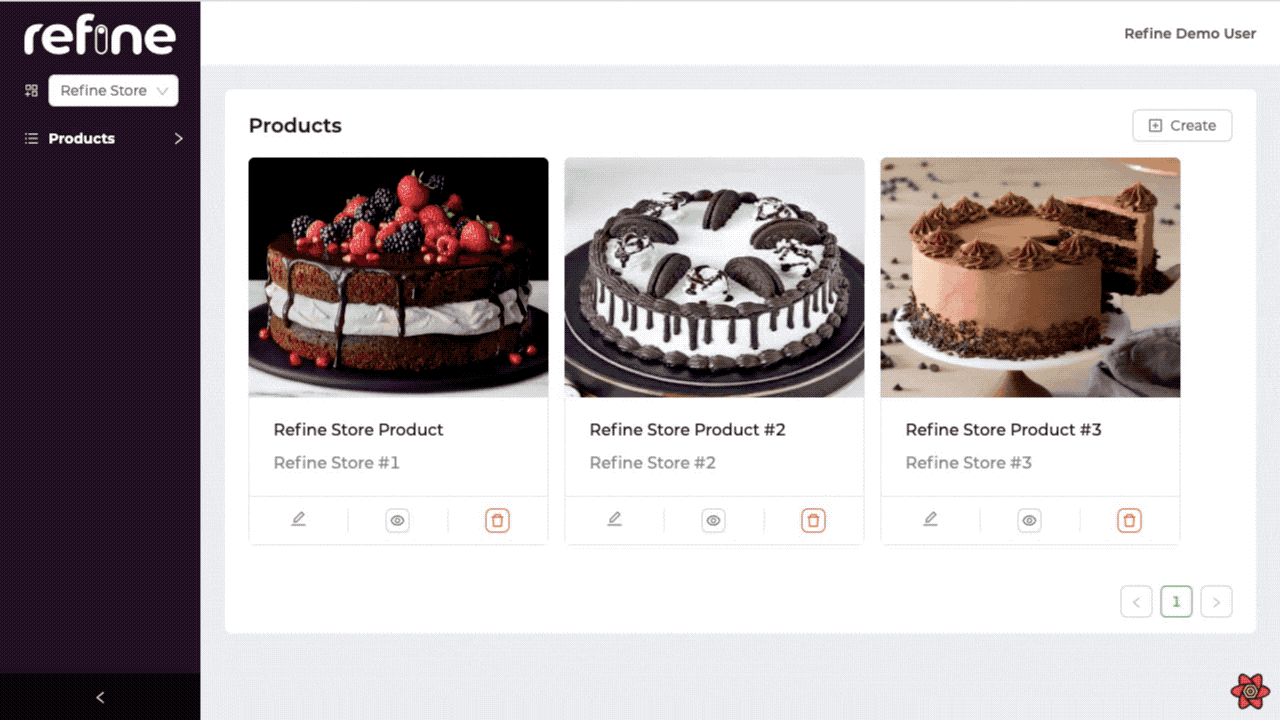 refine
Refine Demo User
Refine Store
Products
Products
Create
Refine Store Product
Refine Store #1
Refine Store Product #2
Refine Store #2
Refine Store Product #3
Refine Store #3
1